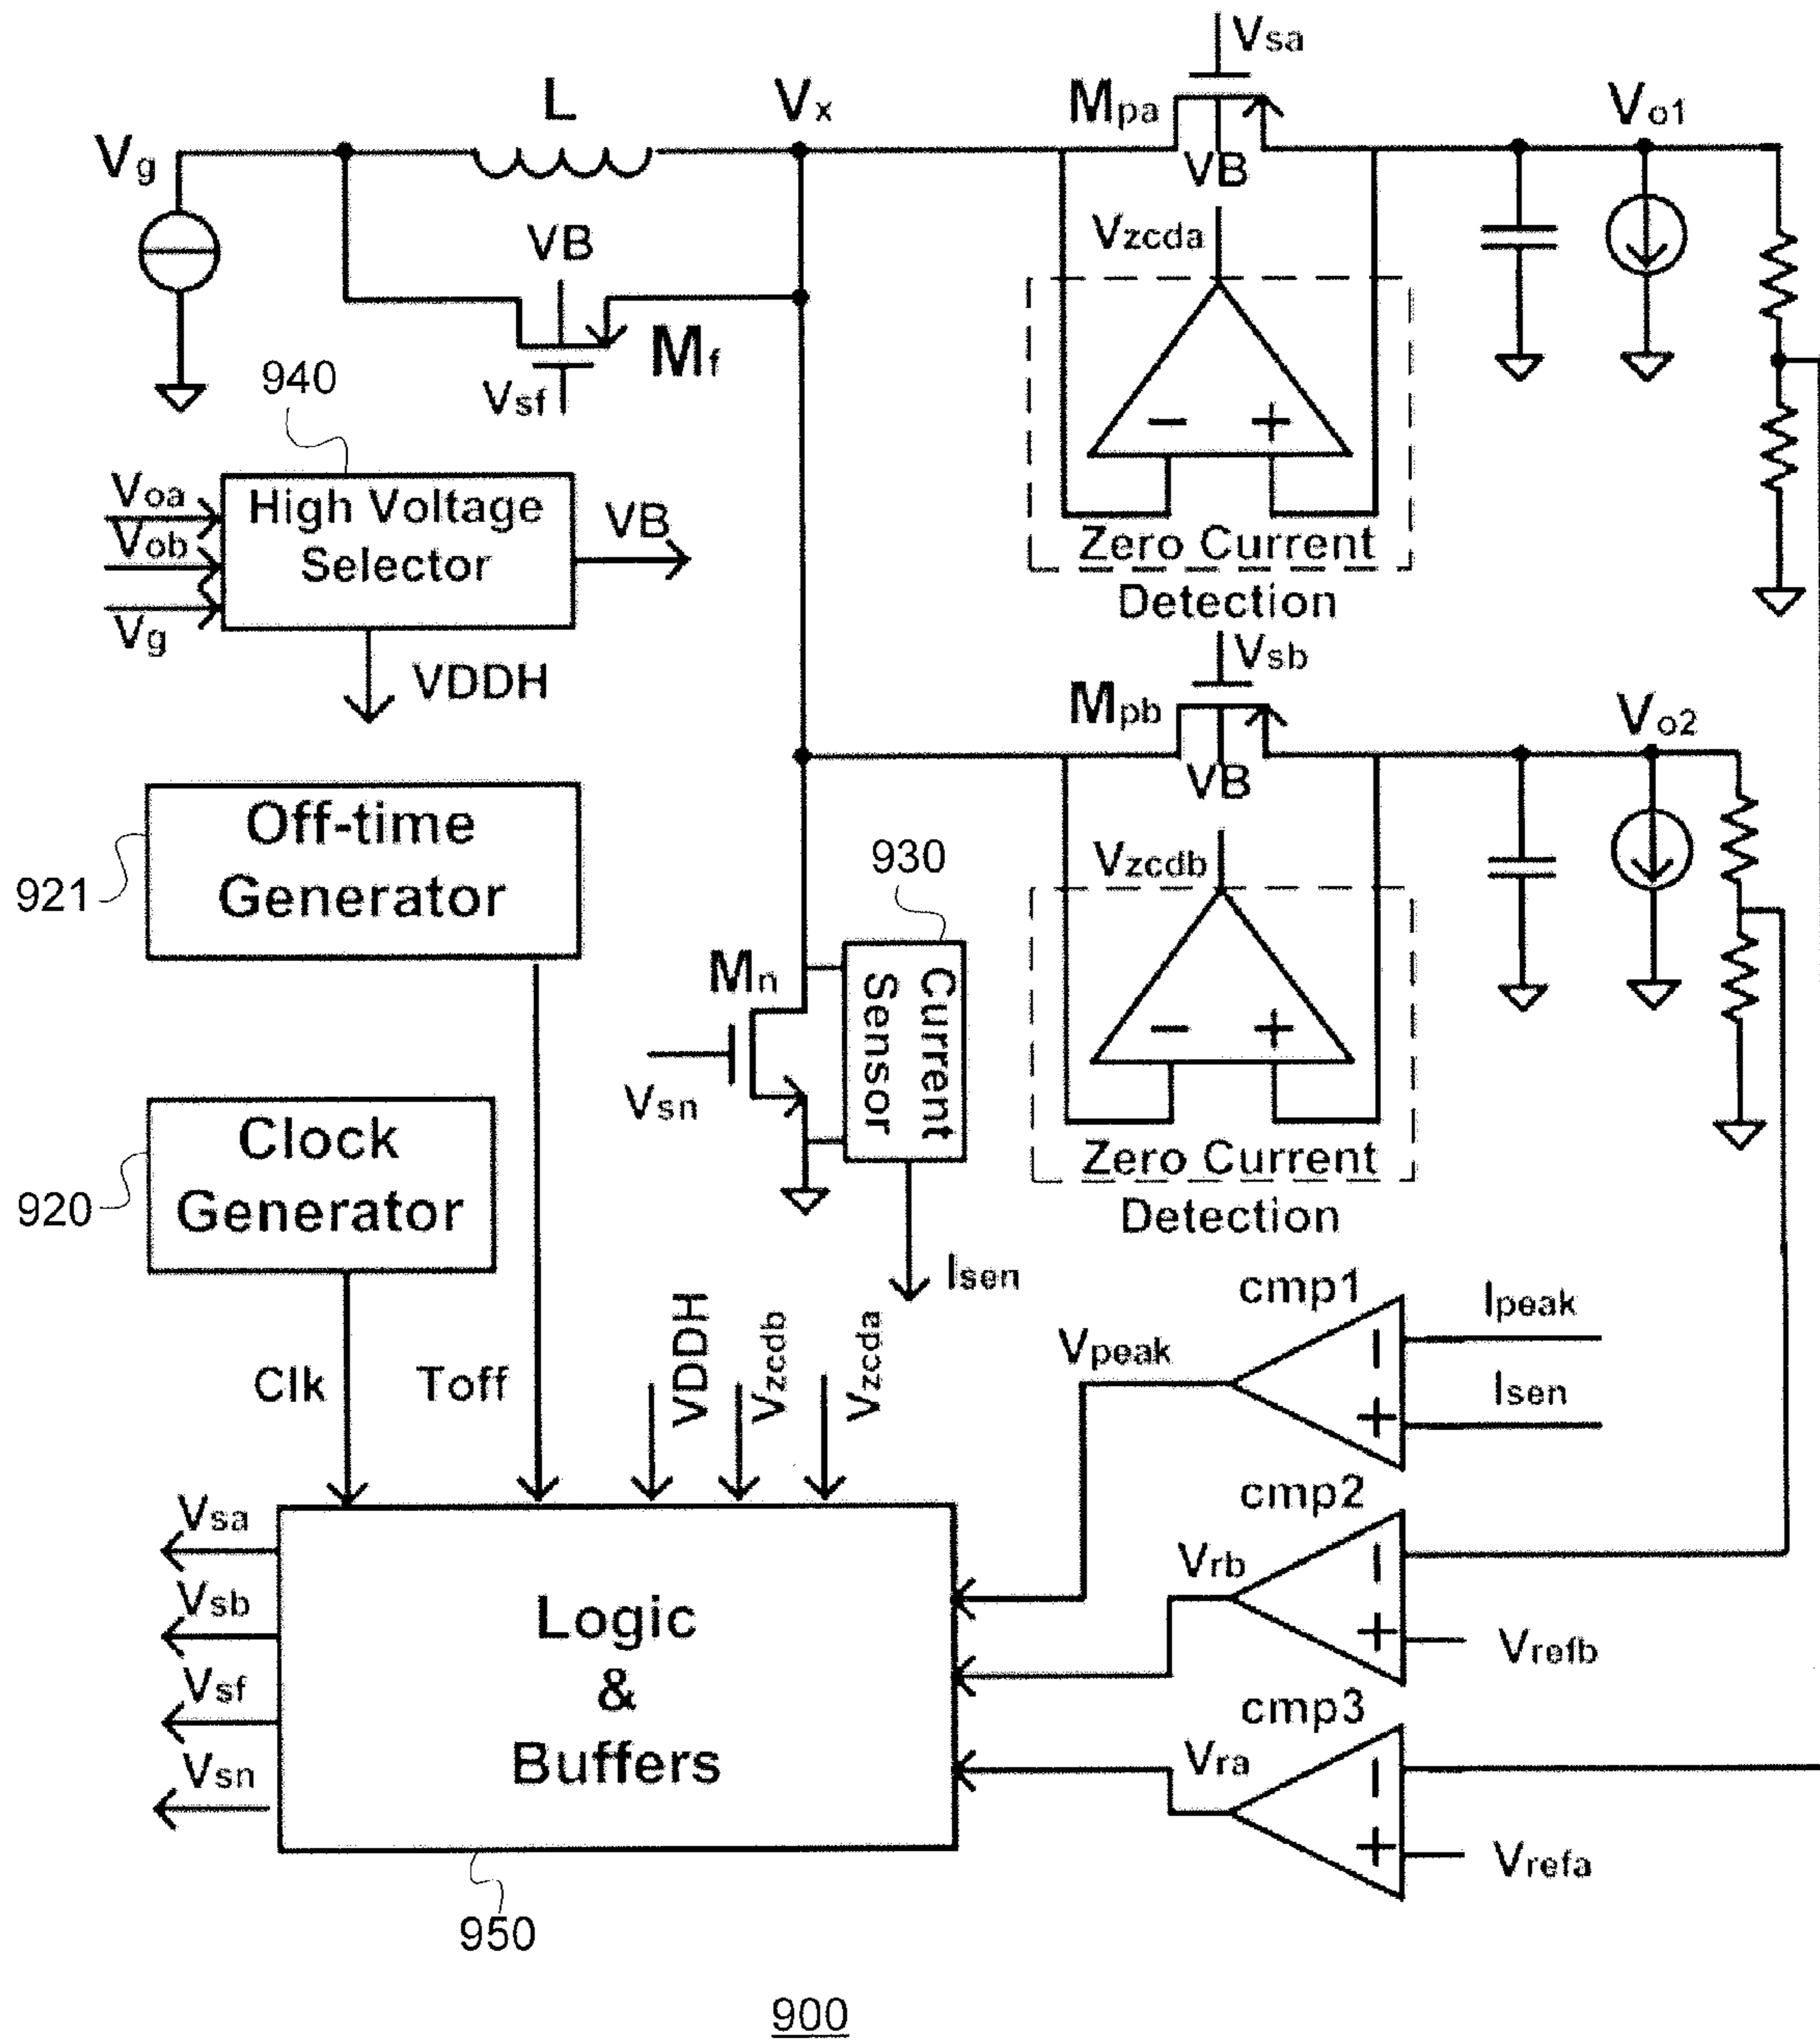 Vsa
L
Vx
Mpa
Vo1
Vg
VB
Vzcda
VB
Mf
Vsf
940
− +
Voa
Vob
Vg
High Voltage
Selector
VB
VDDH
Zero Current
Detection
Vsb
Mpb
Vo2
VB
Off-time
Generator
921
930
Vzcdb
Mn
Current
Sensor
− +
Vsn
Zero Current
Detection
Clock
Generator
920
Isen
cmp1
Ipeak
Vpeak
−
Isen
+
Clk
Toff
VDDH
Vzcdb
Vzcda
cmp2
Vrb
−
+
Vrefb
Vsa
Vsb
Vsf
Vsn
Logic
&
Buffers
cmp3
Vra
−
+
Vrefa
950
900